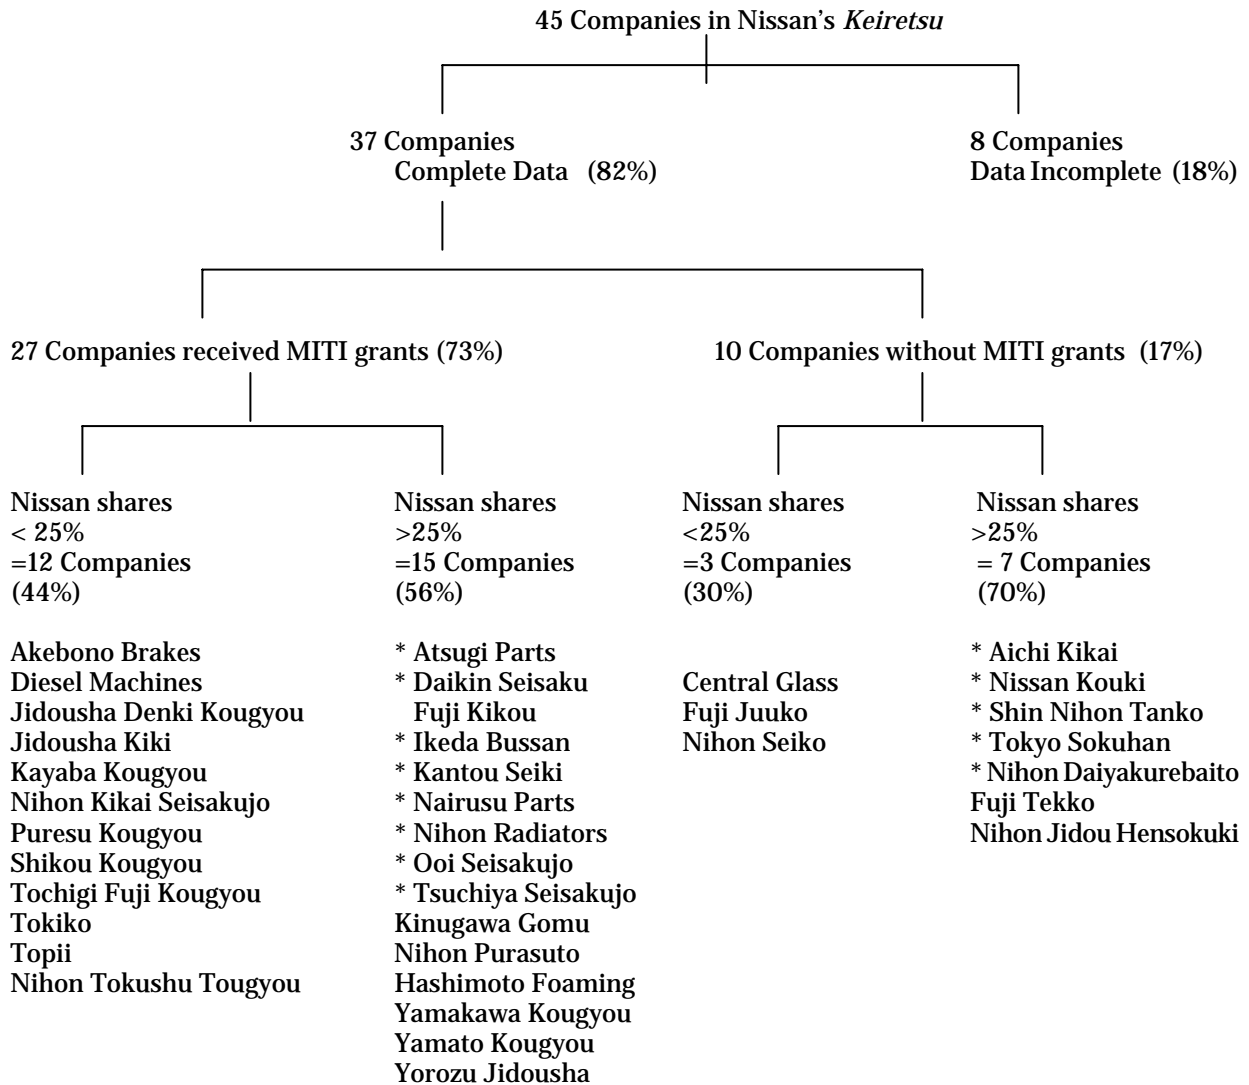 45 Companies in Nissan's Keiretsu
37 Companies
Complete Data (82%)
8 Companies
Data Incomplete (18%)
27 Companies received MITI grants (73%)
10 Companies without MITI grants (17%)
Nissan shares
< 25%
=12 Companies
(44%)
Akebono Brakes
Diesel Machines
Jidousha Denki Kougyou
Jidousha Kiki
Kayaba Kougyou
Nihon Kikai Seisakujo
Puresu Kougyou
Shikou Kougyou
Tochigi Fuji Kougyou
Tokiko
Topii
Nihon Tokushu Tougyou
Nissan shares
>25%
=15 Companies
(56%)
* Atsugi Parts
* Daikin Seisaku
Fuji Kikou
* Ikeda Bussan
* Kantou Seiki
* Nairusu Parts
* Nihon Radiators
* Ooi Seisakujo
* Tsuchiya Seisakujo
Kinugawa Gomu
Nihon Purasuto
Hashimoto Foaming
Yamakawa Kougyou
Yamato Kougyou
Yorozu Jidousha
Nissan shares
<25%
=3 Companies
(30%)
Central Glass
Fuji Juuko
Nihon Seiko
Nissan shares
>25%
= 7 Companies
(70%)
* Aichi Kikai
* Nissan Kouki
* Shin Nihon Tanko
* Tokyo Sokuhan
* Nihon Daiyakurebaito
Fuji Tekko
Nihon Jidou Hensokuki